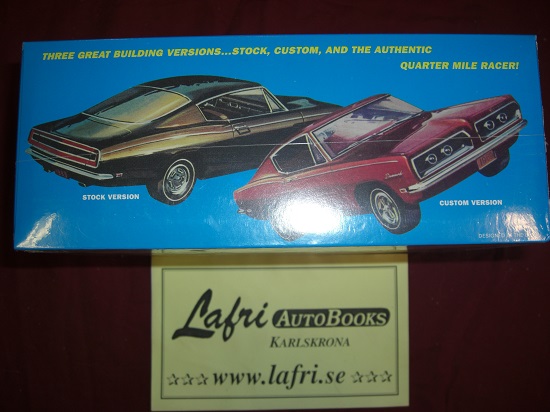 THREE GREAT BUILDING VERSIONS...STOCK, CUSTOM, AND THE AUTHENTIC
QUARTER MILE RACER!
STOCK VERSION
CUSTOM VERSION
Lafri AUTOBOOKS
KARLSKRONA
☆☆☆ www.lafri.se ☆☆☆